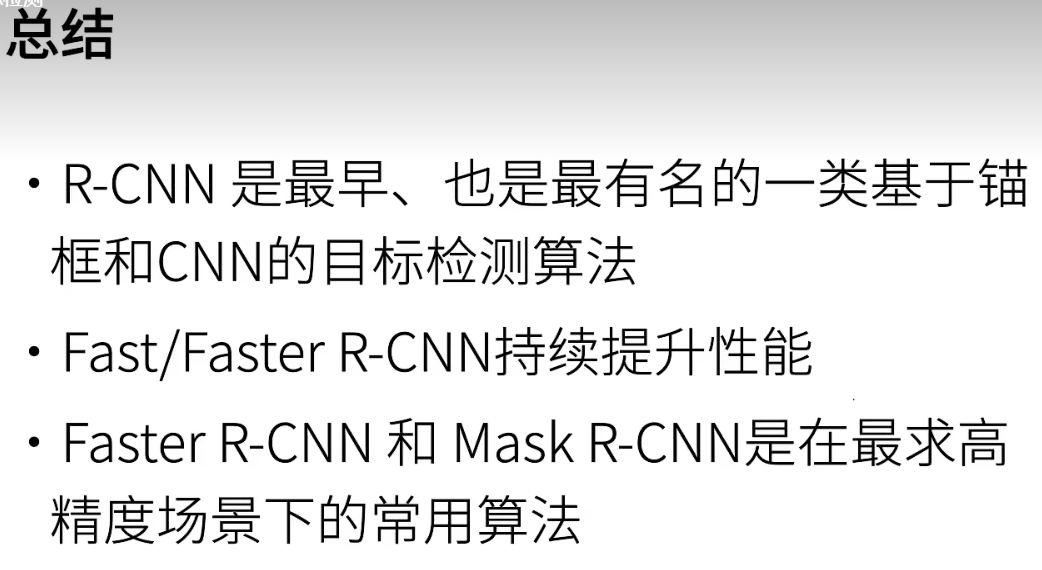 总结
• R-CNN 是最早、也是最有名的一类基于锚
框和CNN的目标检测算法
• Fast/Faster R-CNN持续提升性能
• Faster R-CNN 和 Mask R-CNN是在最求高
精度场景下的常用算法